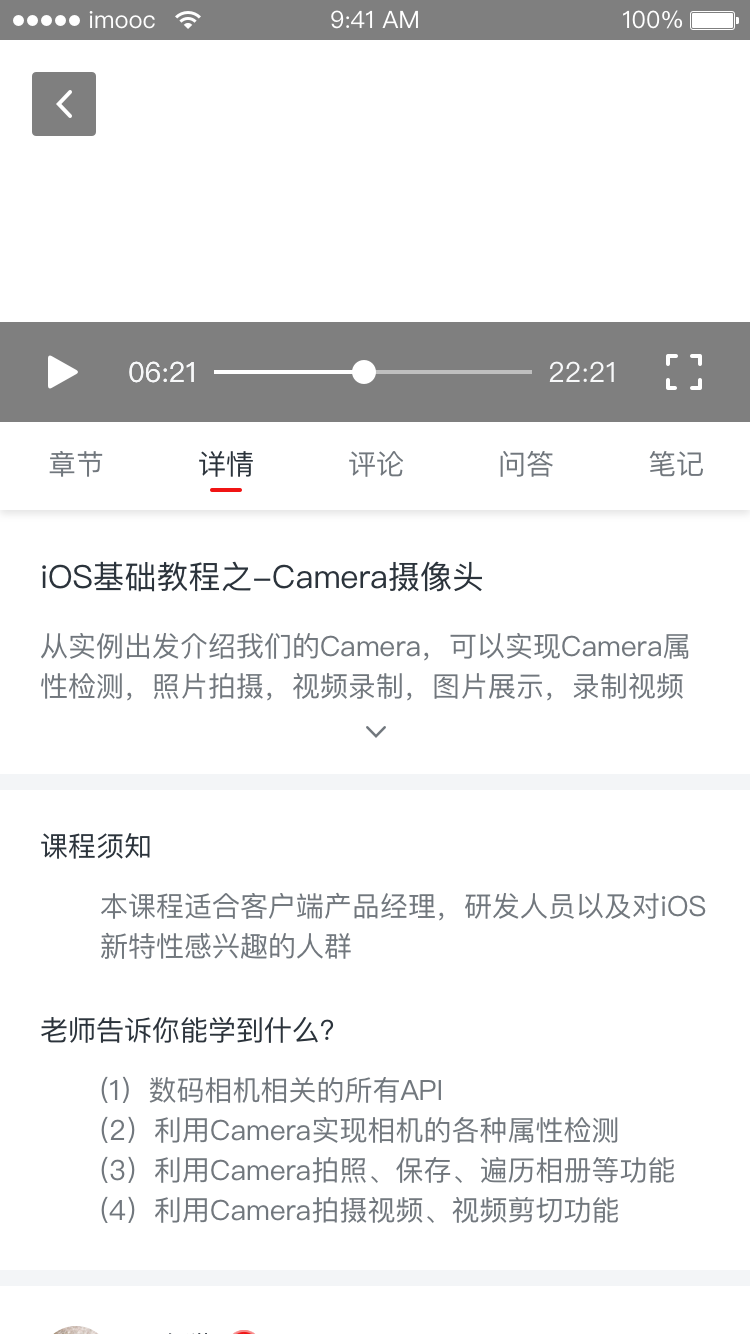 imooc 9:41 AM 100%
06:21 22:21
章节 详情 评论 问答 笔记
iOS基础教程之-Camera摄像头
从实例出发介绍我们的Camera，可以实现Camera属
性检测，照片拍摄，视频录制，图片展示，录制视频
课程须知
本课程适合客户端产品经理，研发人员以及对iOS
新特性感兴趣的人群
老师告诉你能学到什么?
（1）数码相机相关的所有API
（2）利用Camera实现相机的各种属性检测
（3）利用Camera拍照、保存、遍历相册等功能
（4）利用Camera拍摄视频、视频剪切功能